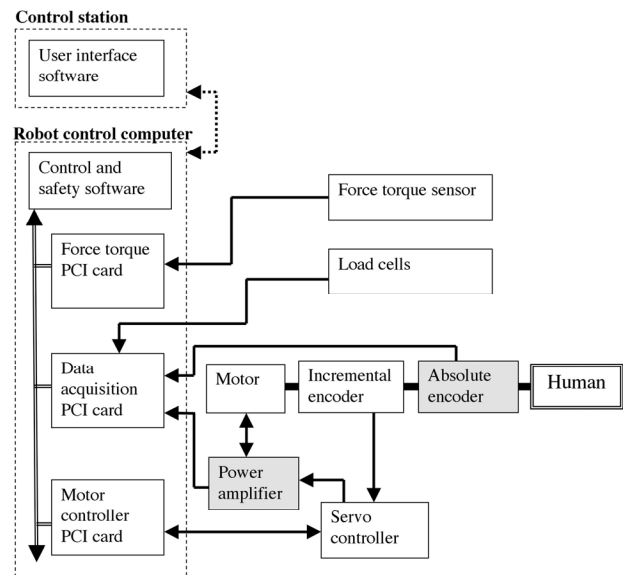 Control station
User interface
software
Robot control computer
Control and
safety software
Force torque sensor
Force torque
PCI card
Load cells
Data
acquisition
PCI card
Motor
Incremental
encoder
Absolute
encoder
Human
Power
amplifier
Motor
controller
PCI card
Servo
controller